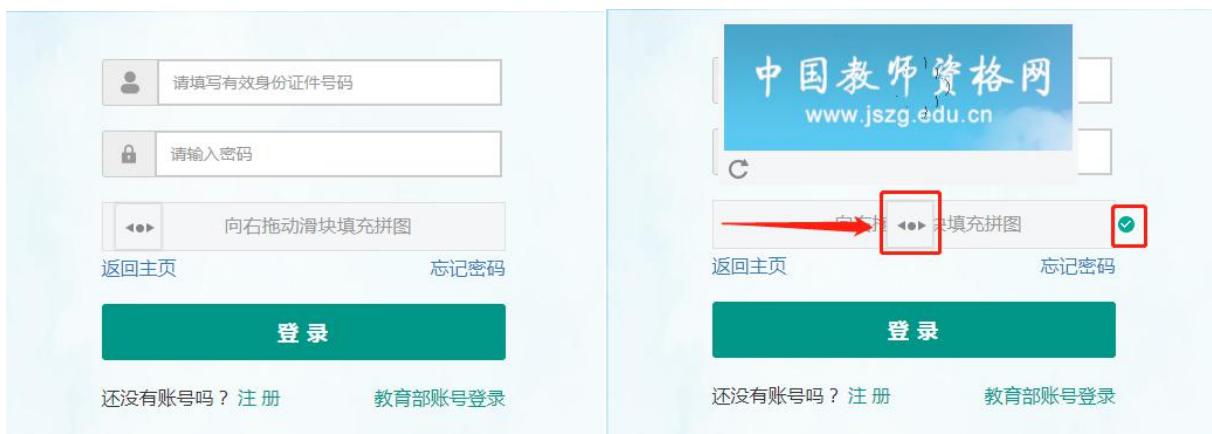 请填写有效身份证件号码
请输入密码
向右拖动滑块填充拼图
返回主页 忘记密码
登录
还没有账号吗？注册 教育部账号登录
中国教师资格网
www.jszg.edu.cn
向右拖 块填充拼图
返回主页 忘记密码
登录
还没有账号吗？注册 教育部账号登录